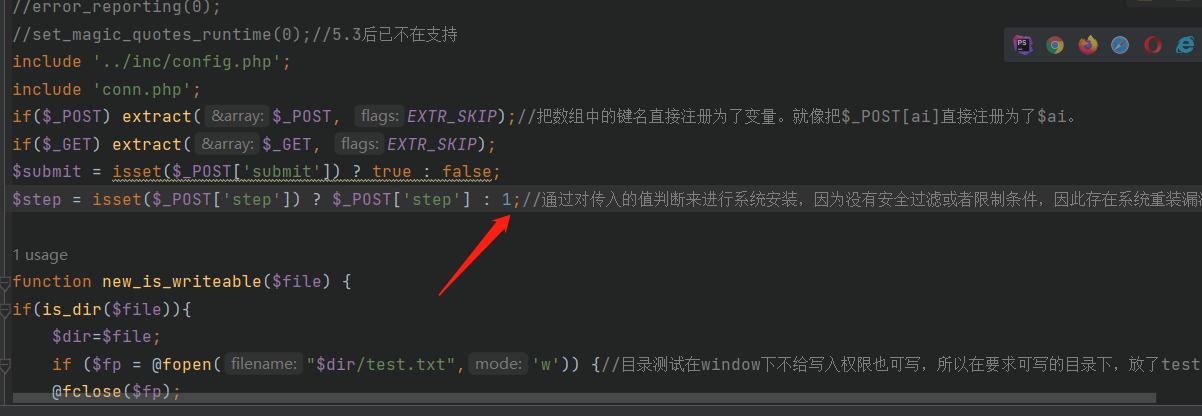 //error_reporting(0);
//set_magic_quotes_runtime(0);//5.3后已不在支持
include '../inc/config.php';
include 'conn.php';
if($_POST) extract( &array: $_POST, flags: EXTR_SKIP);//把数组中的键名直接注册为了变量。就像把$_POST[ai]直接注册为了$ai。
if($_GET) extract( &array: $_GET, flags: EXTR_SKIP);
$submit = isset($_POST['submit']) ? true : false;
$step = isset($_POST['step']) ? $_POST['step'] : 1;//通过对传入的值判断来进行系统安装，因为没有安全过滤或者限制条件，因此存在系统重装漏
1 usage
function new_is_writeable($file) {
if(is_dir($file)){
$dir=$file;
if ($fp = @fopen( filename: "$dir/test.txt", mode: 'w')) {//目录测试在window下不给写入权限也可写，所以在要求可写的目录下，放了test
@fclose($fp);